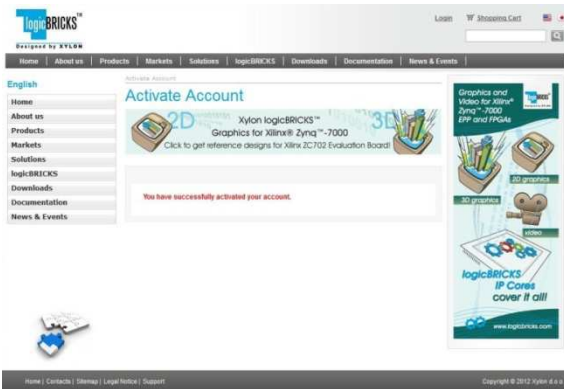 logicBRICKS™
Designed by XYLON
Login Shopping Cart
Home | About us | Products | Markets | Solutions | logicBRICKS | Downloads | Documentation | News & Events
English
Home
About us
Products
Markets
Solutions
logicBRICKS
Downloads
Documentation
News & Events
Activate Account
Activate Account
2D
3D
Xylon logicBRICKS™
Graphics for Xilinx® Zynq™-7000
Click to get reference designs for Xilinx ZC702 Evaluation Board!
You have successfully activated your account.
Graphics and
Video for Xilinx®
Zynq™-7000
EPP and FPGAs
2D graphics
3D graphics
video
logicBRICKS
IP Cores
cover it all!
www.logicbricks.com
Home | Contacts | Sitemap | Legal Notice | Support
Copyright © 2012 Xylon d.o.o.